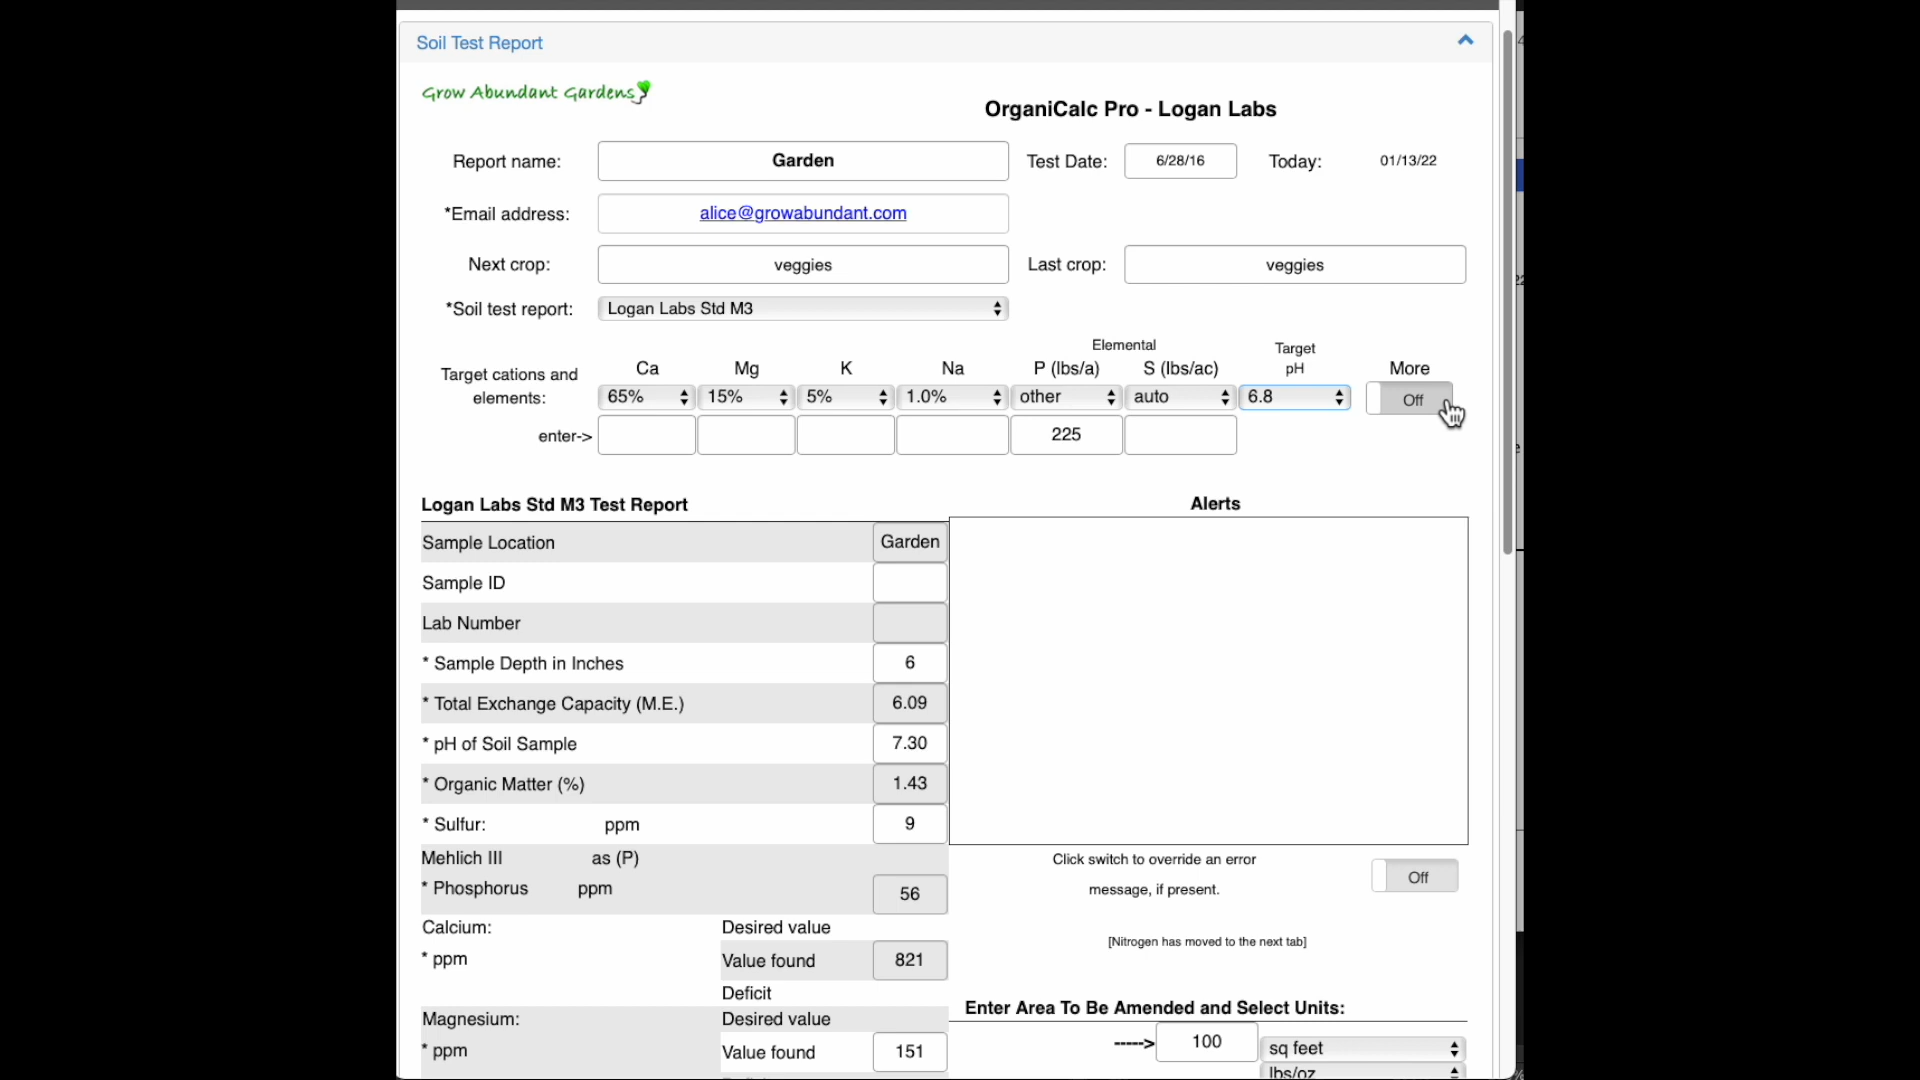 Soil Test Report
Grow Abundant Gardens
OrganiCalc Pro - Logan Labs
Report name: Garden Test Date: 6/28/16 Today: 01/13/22
*Email address: alice@growabundant.com
Next crop: veggies Last crop: veggies
*Soil test report: Logan Labs Std M3
Elemental Target
Ca Mg K Na P (lbs/a) S (lbs/ac) pH More
Target cations and elements: 65% 15% 5% 1.0% other auto 6.8 Off
enter-> 225
Logan Labs Std M3 Test Report
Alerts
Sample Location Garden
Sample ID
Lab Number
* Sample Depth in Inches 6
* Total Exchange Capacity (M.E.) 6.09
* pH of Soil Sample 7.30
* Organic Matter (%) 1.43
* Sulfur: ppm 9
Mehlich III as (P)
* Phosphorus ppm 56
Click switch to override an error
message, if present. Off
Calcium: Desired value
[Nitrogen has moved to the next tab]
* ppm Value found 821
Deficit
Enter Area To Be Amended and Select Units:
Magnesium: Desired value
-----> 100 sq feet
* ppm Value found 151
lbs/oz